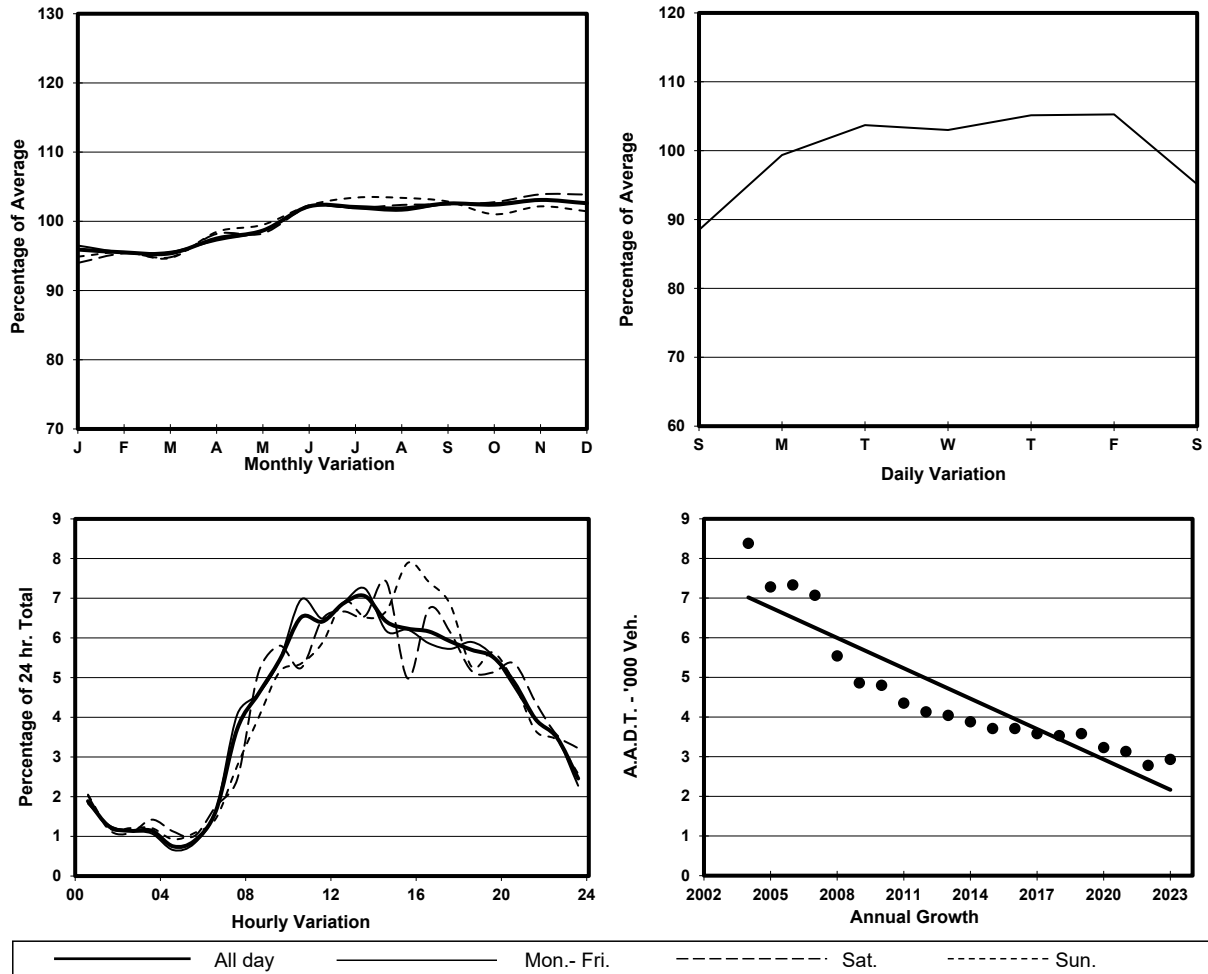 130
120
110
100
90
80
70
Percentage of Average
J F M A M J J A S O N D
Monthly Variation
120
110
100
90
80
70
60
Percentage of Average
S M T W T F S
Daily Variation
9
8
7
6
5
4
3
2
1
0
Percentage of 24 hr. Total
00 04 08 12 16 20 24
Hourly Variation
9
8
7
6
5
4
3
2
1
0
A.A.D.T. - '000 Veh.
2002 2005 2008 2011 2014 2017 2020 2023
Annual Growth
All day Mon.- Fri. Sat. Sun.